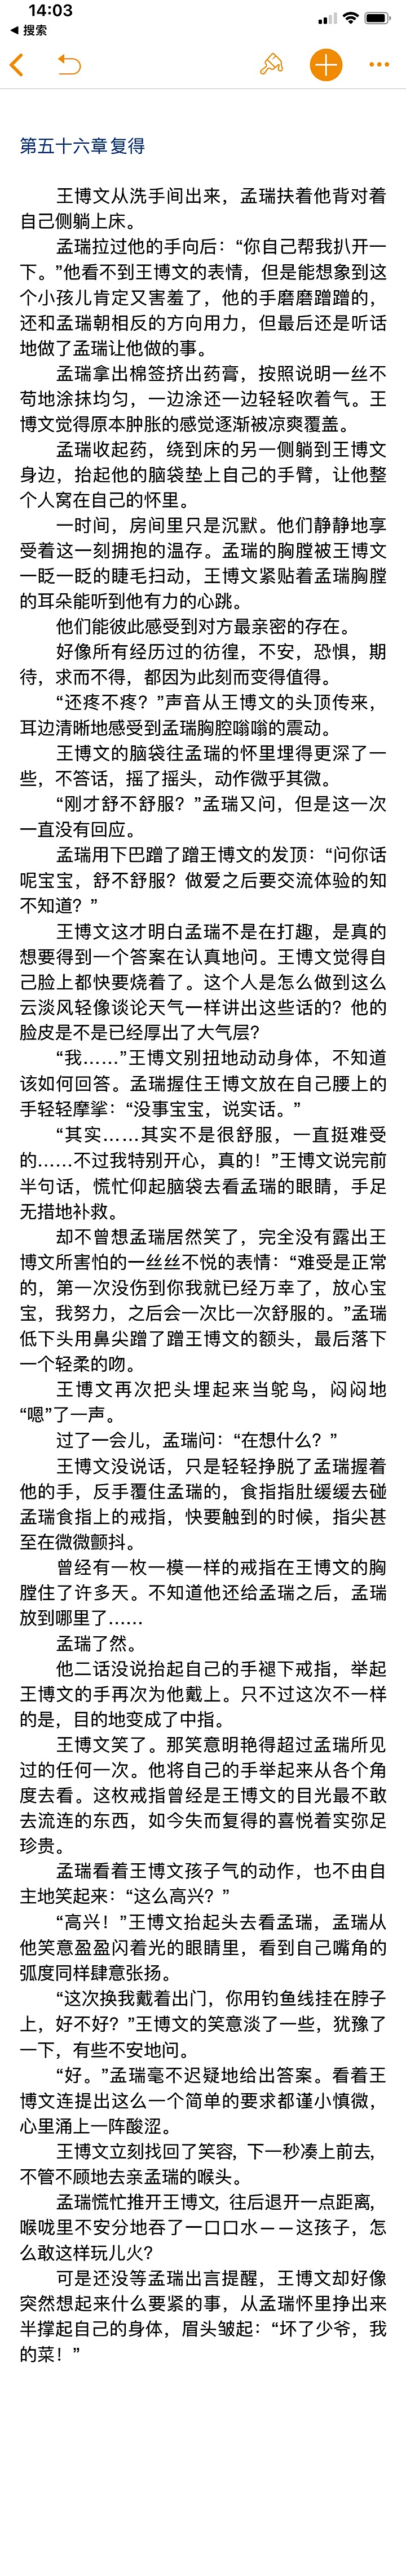 14:03
◀ 搜索
第五十六章复得
王博文从洗手间出来，孟瑞扶着他背对着
自己侧躺上床。
孟瑞拉过他的手向后：“你自己帮我扒开一
下。”他看不到王博文的表情，但是能想象到这
个小孩儿肯定又害羞了，他的手磨磨蹭蹭的，
还和孟瑞朝相反的方向用力，但最后还是听话
地做了孟瑞让他做的事。
孟瑞拿出棉签挤出药膏，按照说明一丝不
苟地涂抹均匀，一边涂还一边轻轻吹着气。王
博文觉得原本肿胀的感觉逐渐被凉爽覆盖。
孟瑞收起药，绕到床的另一侧躺到王博文
身边，抬起他的脑袋垫上自己的手臂，让他整
个人窝在自己的怀里。
一时间，房间里只是沉默。他们静静地享
受着这一刻拥抱的温存。孟瑞的胸膛被王博文
一眨一眨的睫毛扫动，王博文紧贴着孟瑞胸膛
的耳朵能听到他有力的心跳。
他们能彼此感受到对方最亲密的存在。
好像所有经历过的彷徨，不安，恐惧，期
待，求而不得，都因为此刻而变得值得。
“还疼不疼？”声音从王博文的头顶传来，
耳边清晰地感受到孟瑞胸腔嗡嗡的震动。
王博文的脑袋往孟瑞的怀里埋得更深了一
些，不答话，摇了摇头，动作微乎其微。
“刚才舒不舒服？”孟瑞又问，但是这一次
一直没有回应。
孟瑞用下巴蹭了蹭王博文的发顶：“问你话
呢宝宝，舒不舒服？做爱之后要交流体验的知
不知道？”
王博文这才明白孟瑞不是在打趣，是真的
想要得到一个答案在认真地问。王博文觉得自
己脸上都快要烧着了。这个人是怎么做到这么
云淡风轻像谈论天气一样讲出这些话的？他的
脸皮是不是已经厚出了大气层？
“我……”王博文别扭地动动身体，不知道
该如何回答。孟瑞握住王博文放在自己腰上的
手轻轻摩挲：“没事宝宝，说实话。”
“其实……其实不是很舒服，一直挺难受
的……不过我特别开心，真的！”王博文说完前
半句话，慌忙仰起脑袋去看孟瑞的眼睛，手足
无措地补救。
却不曾想孟瑞居然笑了，完全没有露出王
博文所害怕的一丝丝不悦的表情：“难受是正常
的，第一次没伤到你我就已经万幸了，放心宝
宝，我努力，之后会一次比一次舒服的。”孟瑞
低下头用鼻尖蹭了蹭王博文的额头，最后落下
一个轻柔的吻。
王博文再次把头埋起来当鸵鸟，闷闷地
“嗯”了一声。
过了一会儿，孟瑞问：“在想什么？”
王博文没说话，只是轻轻挣脱了孟瑞握着
他的手，反手覆住孟瑞的，食指指肚缓缓去碰
孟瑞食指上的戒指，快要触到的时候，指尖甚
至在微微颤抖。
曾经有一枚一模一样的戒指在王博文的胸
膛住了许多天。不知道他还给孟瑞之后，孟瑞
放到哪里了……
孟瑞了然。
他二话没说抬起自己的手褪下戒指，举起
王博文的手再次为他戴上。只不过这次不一样
的是，目的地变成了中指。
王博文笑了。那笑意明艳得超过孟瑞所见
过的任何一次。他将自己的手举起来从各个角
度去看。这枚戒指曾经是王博文的目光最不敢
去流连的东西，如今失而复得的喜悦着实弥足
珍贵。
孟瑞看着王博文孩子气的动作，也不由自
主地笑起来：“这么高兴？”
“高兴！”王博文抬起头去看孟瑞，孟瑞从
他笑意盈盈闪着光的眼睛里，看到自己嘴角的
弧度同样肆意张扬。
“这次换我戴着出门，你用钓鱼线挂在脖子
上，好不好？”王博文的笑意淡了一些，犹豫了
一下，有些不安地问。
“好。”孟瑞毫不迟疑地给出答案。看着王
博文连提出这么一个简单的要求都谨小慎微，
心里涌上一阵酸涩。
王博文立刻找回了笑容，下一秒凑上前去，
不管不顾地去亲孟瑞的喉头。
孟瑞慌忙推开王博文，往后退开一点距离，
喉咙里不安分地吞了一口口水——这孩子，怎
么敢这样玩儿火？
可是还没等孟瑞出言提醒，王博文却好像
突然想起来什么要紧的事，从孟瑞怀里挣出来
半撑起自己的身体，眉头皱起：“坏了少爷，我
的菜！”